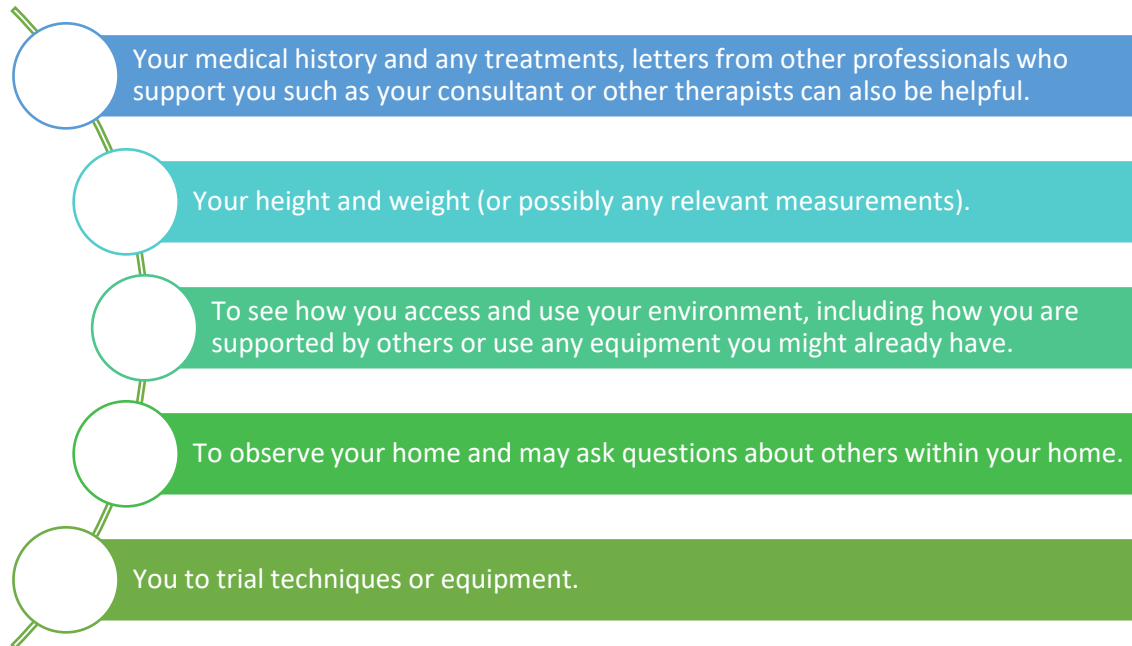 Your medical history and any treatments, letters from other professionals who
support you such as your consultant or other therapists can also be helpful.
Your height and weight (or possibly any relevant measurements).
To see how you access and use your environment, including how you are
supported by others or use any equipment you might already have.
To observe your home and may ask questions about others within your home.
You to trial techniques or equipment.